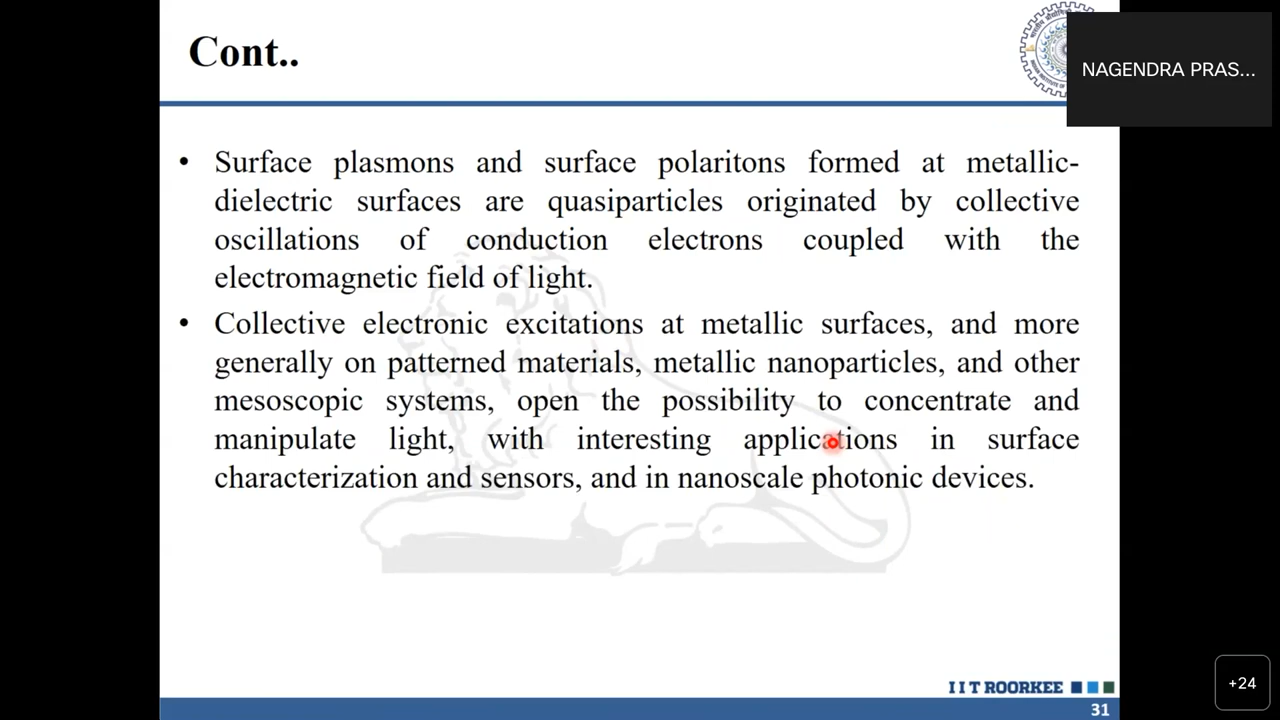 Cont..
NAGENDRA PRAS...
• Surface plasmons and surface polaritons formed at metallic-
dielectric surfaces are quasiparticles originated by collective
oscillations of conduction electrons coupled with the
electromagnetic field of light.
• Collective electronic excitations at metallic surfaces, and more
generally on patterned materials, metallic nanoparticles, and other
mesoscopic systems, open the possibility to concentrate and
manipulate light, with interesting applications in surface
characterization and sensors, and in nanoscale photonic devices.
+24
I I T ROORKEE
31